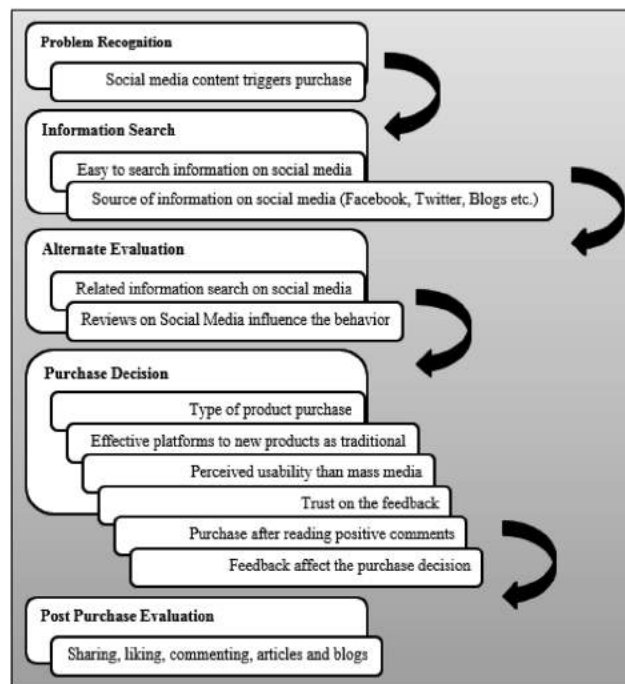 Problem Recognition
Social media content triggers purchase
Information Search
Easy to search information on social media
Source of information on social media (Facebook, Twitter, Blogs etc.)
Alternate Evaluation
Related information search on social media
Reviews on Social Media influence the behavior
Purchase Decision
Type of product purchase
Effective platforms to new products as traditional
Perceived usability than mass media
Trust on the feedback
Purchase after reading positive comments
Feedback affect the purchase decision
Post Purchase Evaluation
Sharing, liking, commenting, articles and blogs